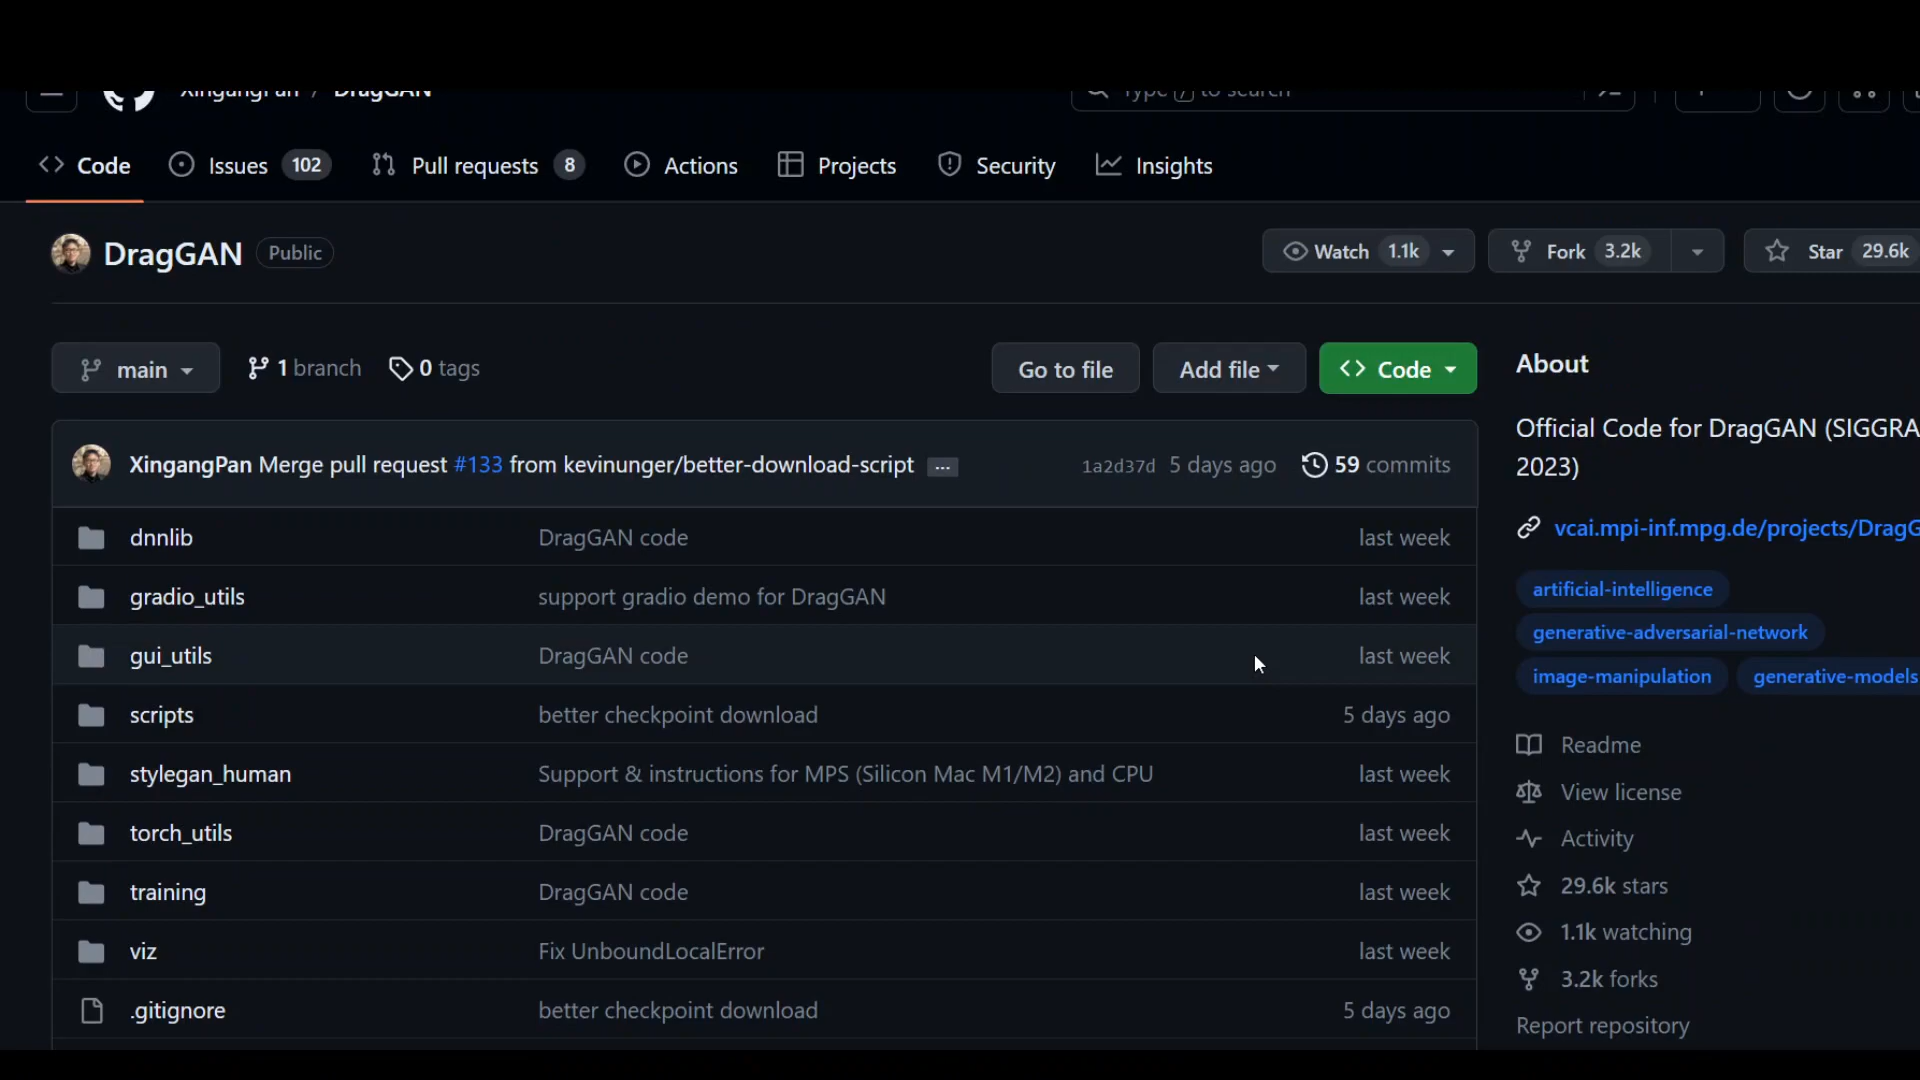 XingangPan / DragGAN
Type / to search
Code
Issues 102
Pull requests 8
Actions
Projects
Security
Insights
DragGAN Public
Watch 1.1k
Fork 3.2k
Star 29.6k
main
1 branch
0 tags
Go to file
Add file
Code
XingangPan Merge pull request #133 from kevinunger/better-download-script ... 1a2d37d 5 days ago 59 commits
dnnlib DragGAN code last week
gradio_utils support gradio demo for DragGAN last week
gui_utils DragGAN code last week
scripts better checkpoint download 5 days ago
stylegan_human Support & instructions for MPS (Silicon Mac M1/M2) and CPU last week
torch_utils DragGAN code last week
training DragGAN code last week
viz Fix UnboundLocalError last week
.gitignore better checkpoint download 5 days ago
About
Official Code for DragGAN (SIGGRA
2023)
vcai.mpi-inf.mpg.de/projects/DragG
artificial-intelligence
generative-adversarial-network
image-manipulation generative-models
Readme
View license
Activity
29.6k stars
1.1k watching
3.2k forks
Report repository